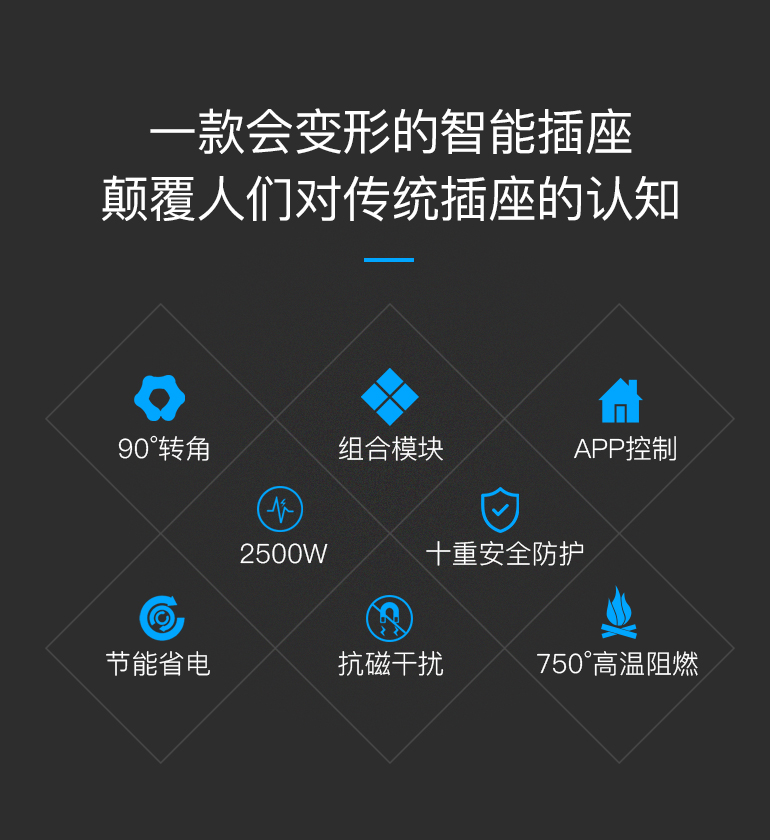 一款会变形的智能插座
颠覆人们对传统插座的认知
90°转角
组合模块
APP控制
2500W
十重安全防护
节能省电
抗磁干扰
750°高温阻燃